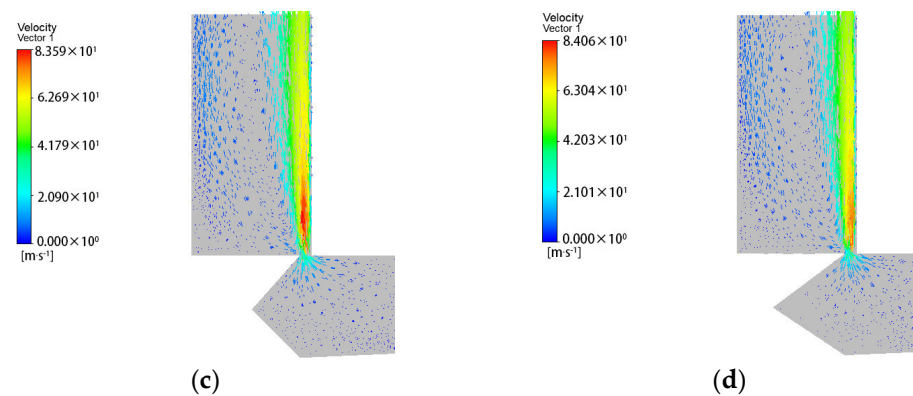 Velocity
Vector 1
8.359×10¹
6.269×10¹
4.179×10¹
2.090×10¹
0.000×10⁰
[m·s⁻¹]
(c)
Velocity
Vector 1
8.406×10¹
6.304×10¹
4.203×10¹
2.101×10¹
0.000×10⁰
[m·s⁻¹]
(d)